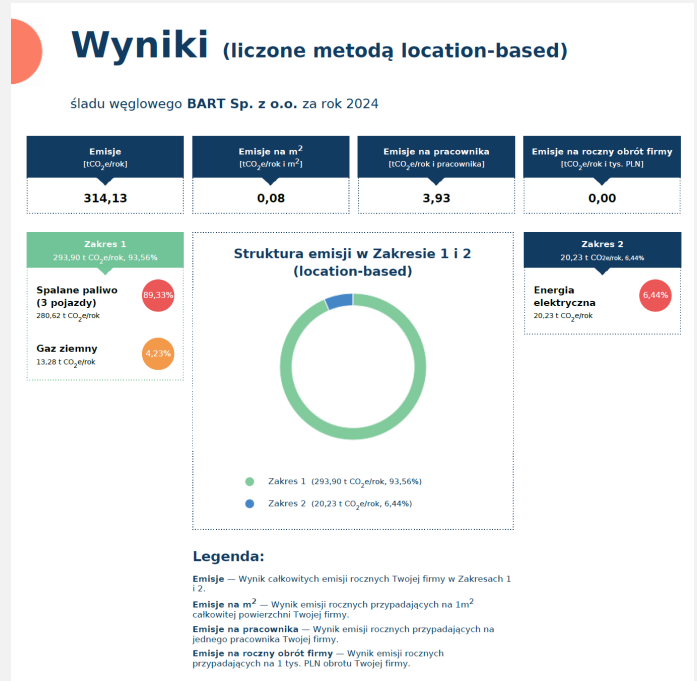 Wyniki (liczone metodą location-based)
śladu węglowego BART Sp. z o.o. za rok 2024
Emisje
[tCO2e/rok]
314,13
Emisje na m2
[tCO2e/rok i m2]
0,08
Emisje na pracownika
[tCO2e/rok i pracownika]
3,93
Emisje na roczny obrót firmy
[tCO2e/rok i tys. PLN]
0,00
Zakres 1
293,90 t CO2e/rok, 93,56%
Spalane paliwo
(3 pojazdy)
280,62 t CO2e/rok
89,33%
Gaz ziemny
13,28 t CO2e/rok
4,23%
Struktura emisji w Zakresie 1 i 2
(location-based)
Zakres 1 (293,90 t CO2e/rok, 93,56%)
Zakres 2 (20,23 t CO2e/rok, 6,44%)
Zakres 2
20,23 t CO2e/rok, 6,44%
Energia
elektryczna
20,23 t CO2e/rok
6,44%
Legenda:
Emisje — Wynik całkowitych emisji rocznych Twojej firmy w Zakresach 1
i 2.
Emisje na m2 — Wynik emisji rocznych przypadających na 1m2
całkowitej powierzchni Twojej firmy.
Emisje na pracownika — Wynik emisji rocznych przypadających na
jednego pracownika Twojej firmy.
Emisje na roczny obrót firmy — Wynik emisji rocznych
przypadających na 1 tys. PLN obrotu Twojej firmy.